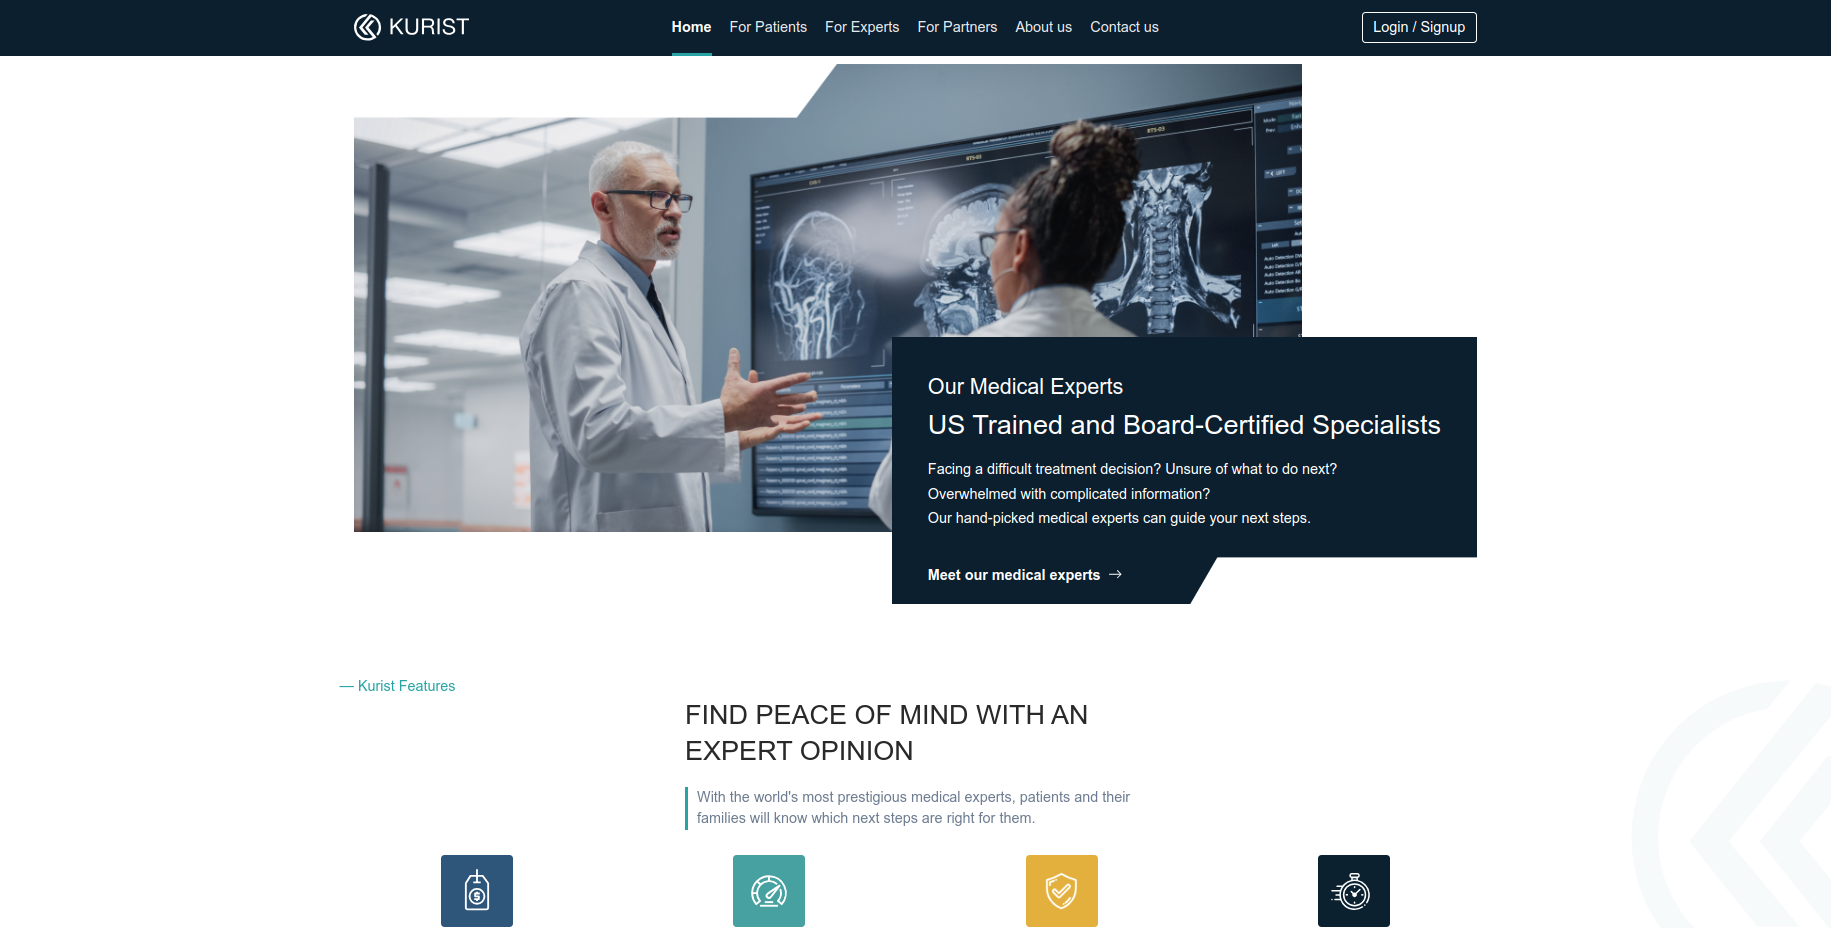 KURIST
Home For Patients For Experts For Partners About us Contact us
Login / Signup
RTS-03
RTS-03
Our Medical Experts
US Trained and Board-Certified Specialists
Facing a difficult treatment decision? Unsure of what to do next?
Overwhelmed with complicated information?
Our hand-picked medical experts can guide your next steps.
Meet our medical experts →
— Kurist Features
FIND PEACE OF MIND WITH AN
EXPERT OPINION
With the world's most prestigious medical experts, patients and their
families will know which next steps are right for them.
$